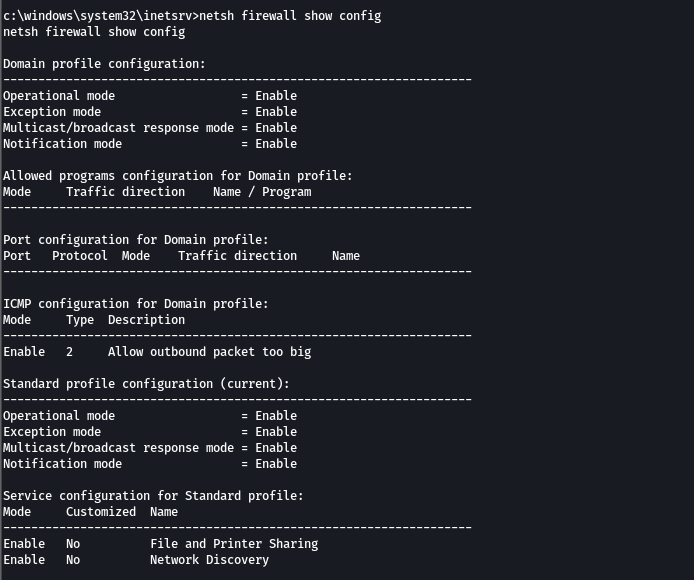 c:\windows\system32\inetsrv>netsh firewall show config
netsh firewall show config
Domain profile configuration:
-------------------------------------------------------------------
Operational mode                  = Enable
Exception mode                    = Enable
Multicast/broadcast response mode = Enable
Notification mode                 = Enable
Allowed programs configuration for Domain profile:
Mode     Traffic direction    Name / Program
-------------------------------------------------------------------
Port configuration for Domain profile:
Port   Protocol  Mode    Traffic direction     Name
-------------------------------------------------------------------
ICMP configuration for Domain profile:
Mode     Type  Description
-------------------------------------------------------------------
Enable   2     Allow outbound packet too big
Standard profile configuration (current):
-------------------------------------------------------------------
Operational mode                  = Enable
Exception mode                    = Enable
Multicast/broadcast response mode = Enable
Notification mode                 = Enable
Service configuration for Standard profile:
Mode     Customized  Name
-------------------------------------------------------------------
Enable   No          File and Printer Sharing
Enable   No          Network Discovery